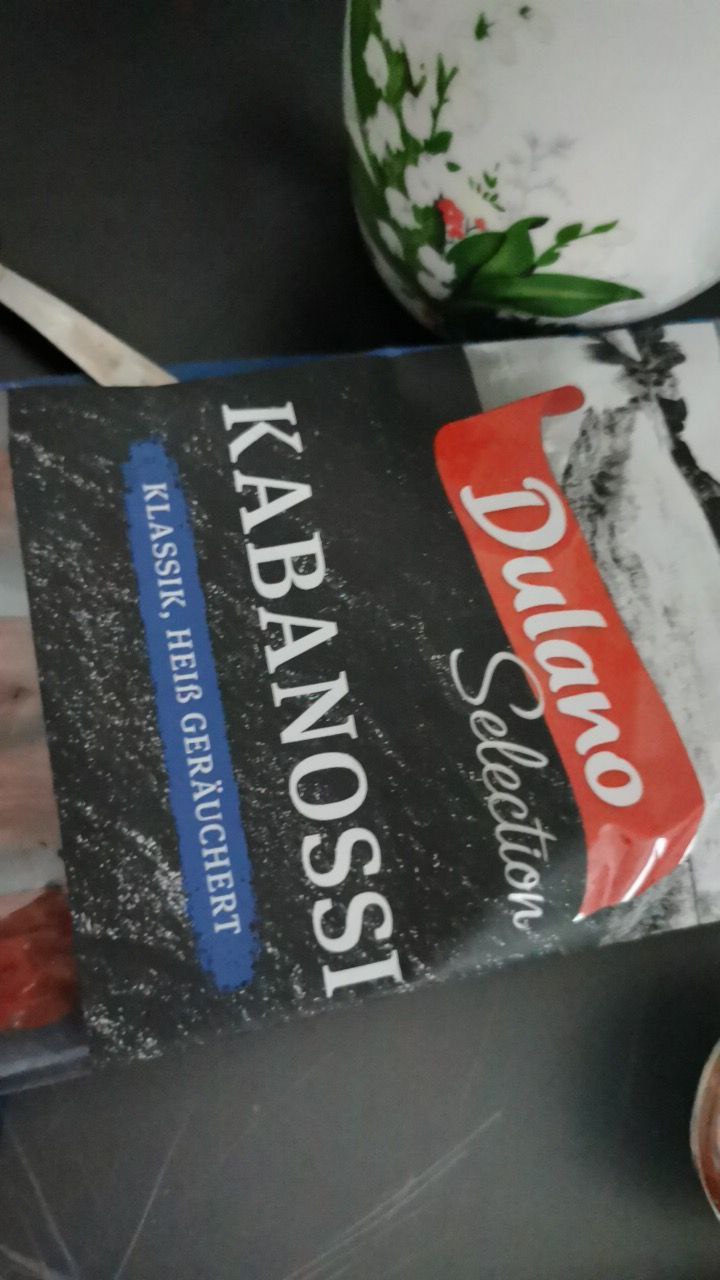 Dulano
Selection
KABANOSSI
KLASSIK, HEIß GERÄUCHERT